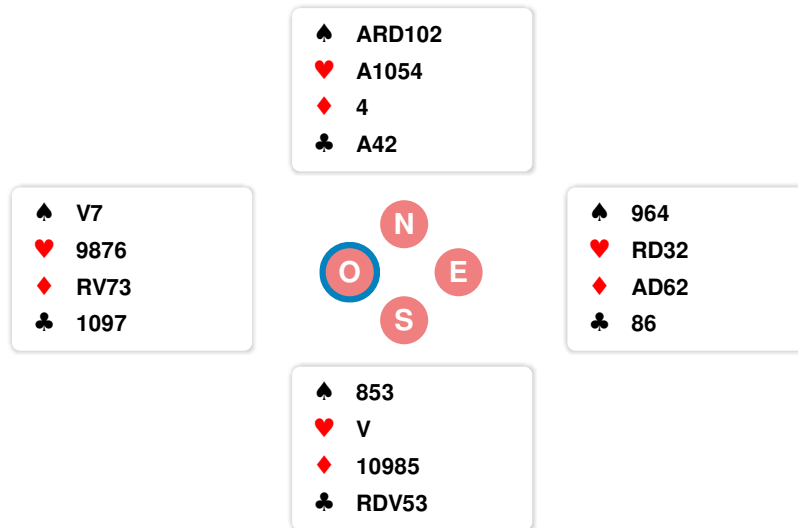 ♠ ARD102
♥ A1054
♦ 4
♣ A42
♠ V7
♥ 9876
♦ RV73
♣ 1097
N
O E
S
♠ 964
♥ RD32
♦ AD62
♣ 86
♠ 853
♥ V
♦ 10985
♣ RDV53